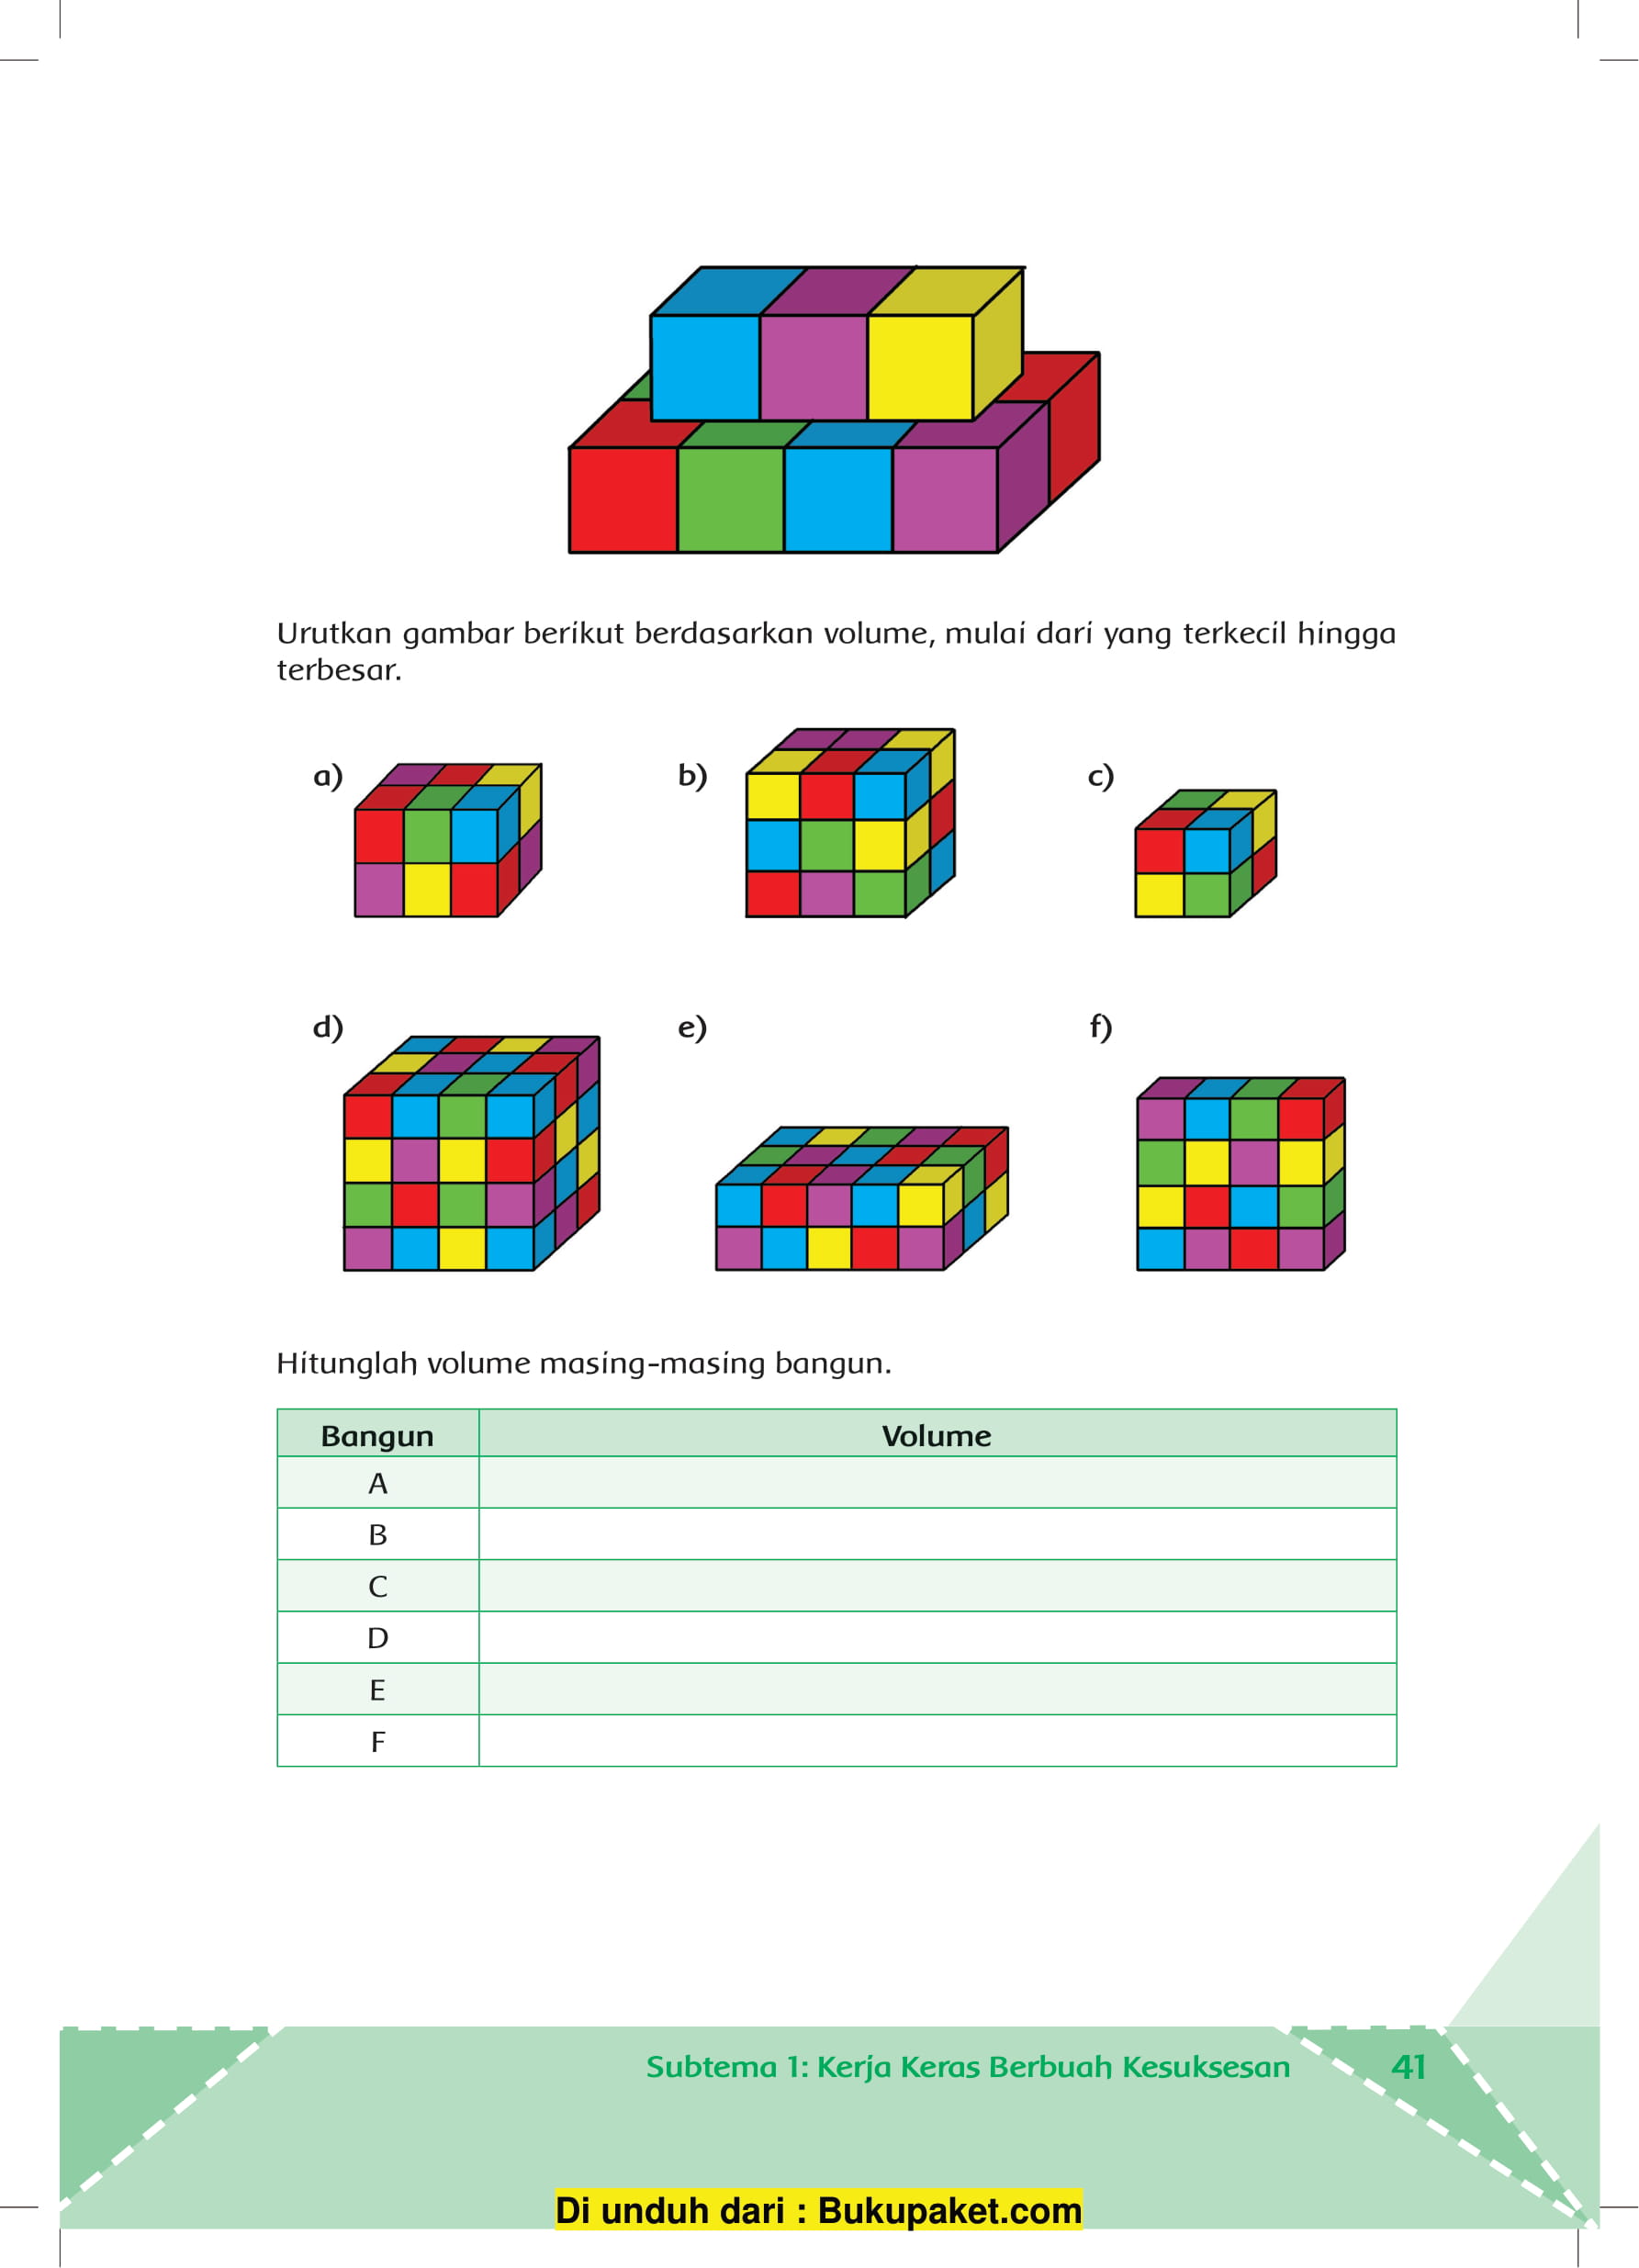 Urutkan gambar berikut berdasarkan volume, mulai dari yang terkecil hingga
terbesar.
a)
b)
c)
d)
e)
f)
Hitunglah volume masing-masing bangun.
Bangun Volume
A
B
C
D
E
F
Subtema 1: Kerja Keras Berbuah Kesuksesan 41
Di unduh dari : Bukupaket.com